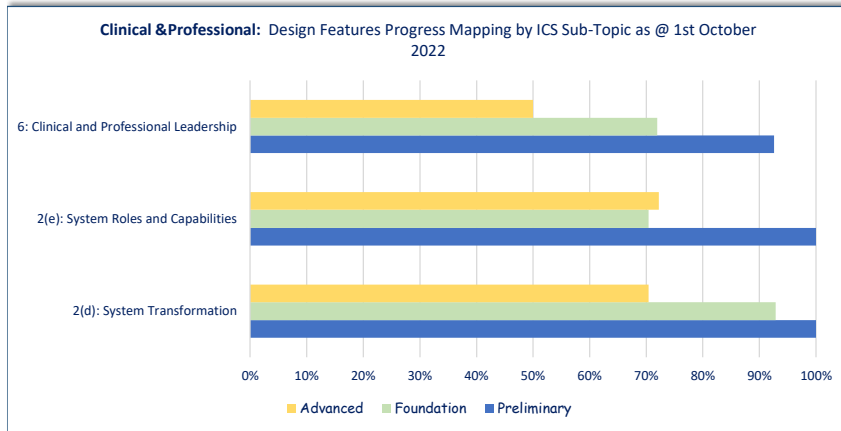 Clinical &Professional: Design Features Progress Mapping by ICS Sub-Topic as @ 1st October
2022
6: Clinical and Professional Leadership
2(e): System Roles and Capabilities
2(d): System Transformation
0% 10% 20% 30% 40% 50% 60% 70% 80% 90% 100%
Advanced Foundation Preliminary